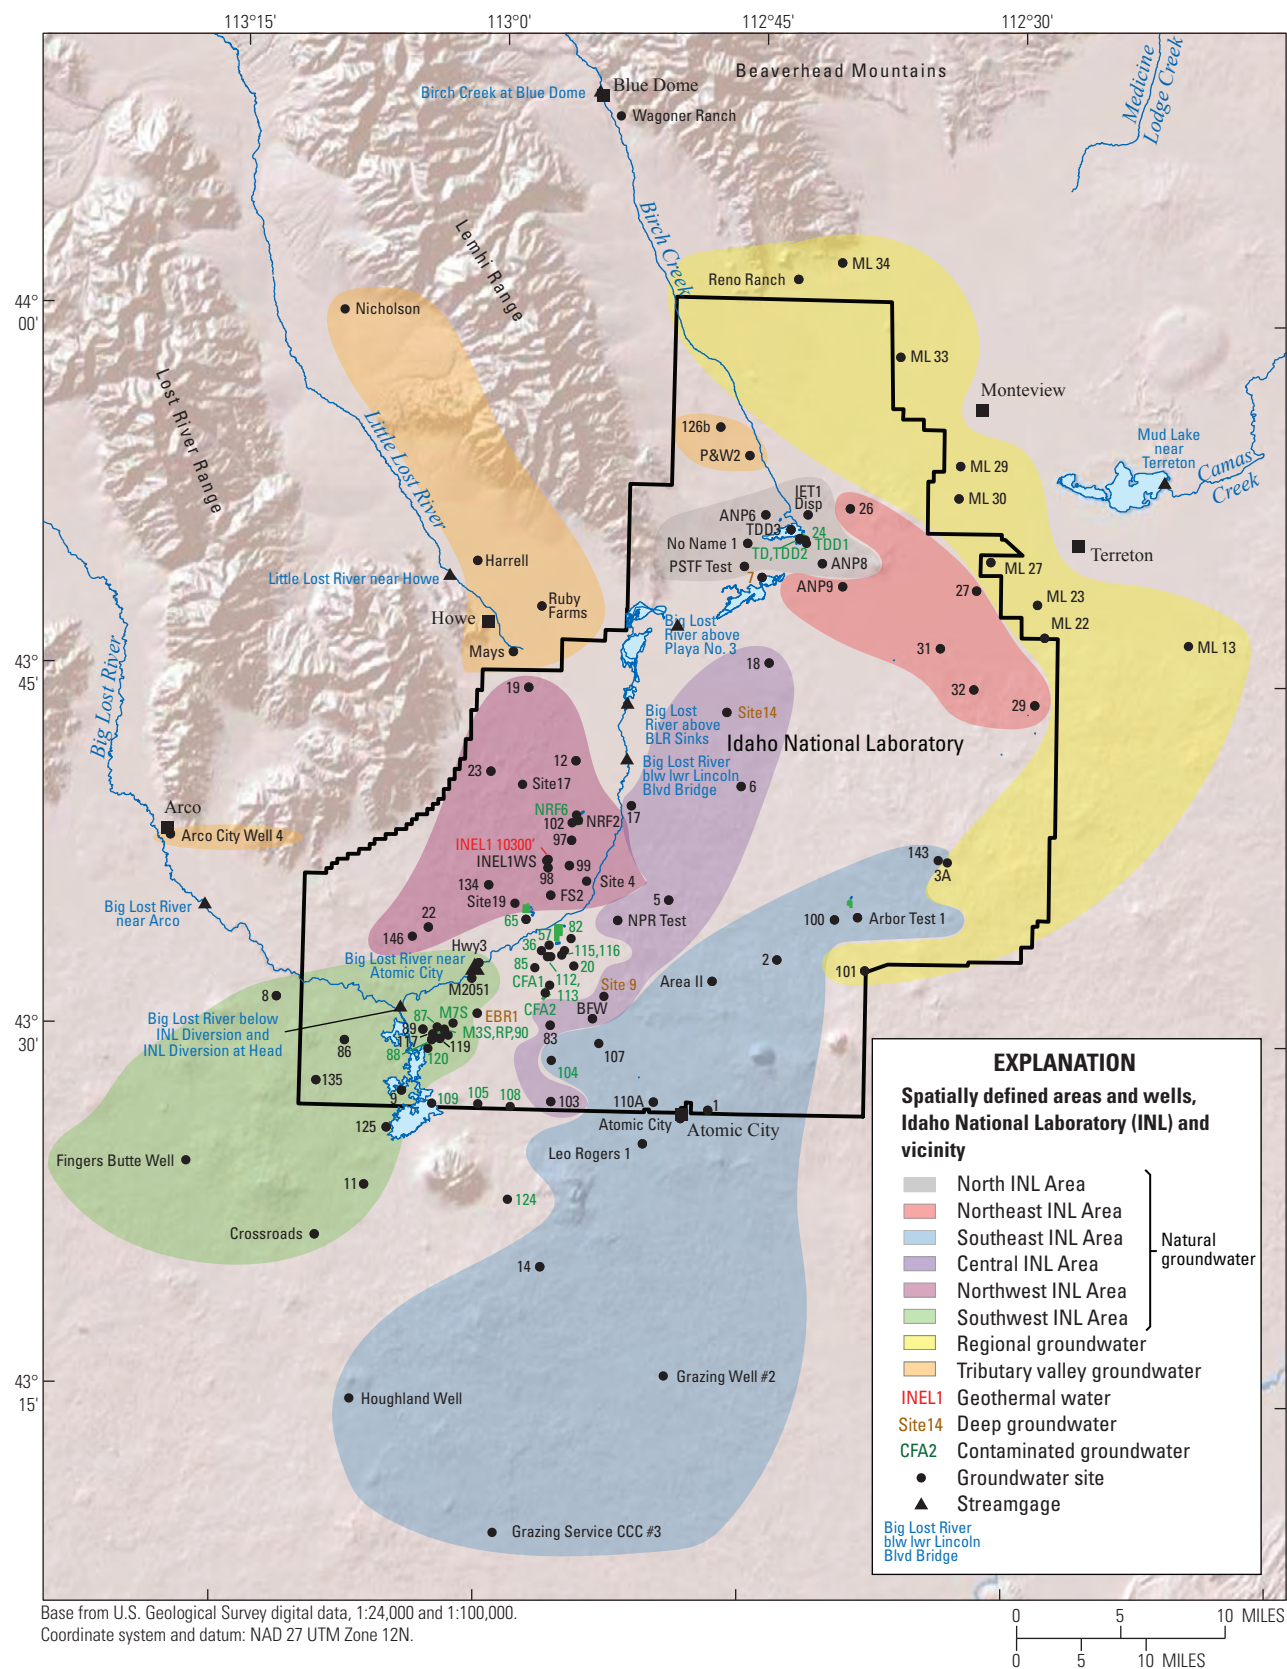 113°15'
113°0'
112°45'
112°30'
Beaverhead Mountains
Medicine
Lodge Creek
Birch Creek at Blue Dome
Blue Dome
Wagoner Ranch
Birch Creek
Lemhi Range
ML 34
Reno Ranch
44°
00'
Nicholson
ML 33
Lost River Range
Monteview
Little Lost River
126b
P&W2
Mud Lake
near
Terreton
Camas
Creek
ML 29
ML 30
JET1
Disp
26
ANP6
TDD3
24
No Name 1
TD,TDD2
TDD1
Terreton
PSTF Test
ANP8
ML 27
Harrell
7
ANP9
27
Little Lost River near Howe
Ruby
Farms
ML 23
Howe
Big Lost
River above
Playa No. 3
ML 22
Mays
31
ML 13
43°
45'
18
19
32
29
Big Lost River
Site14
Big Lost
River above
BLR Sinks
Idaho National Laboratory
12
Big Lost River
blw lwr Lincoln
Blvd Bridge
23
Site17
6
Arco
NRF6
17
102
NRF2
Arco City Well 4
97
INEL1 10300'
INEL1WS
99
143
3A
98
Site 4
134
FS2
Big Lost River
near Arco
Site19
5
22
65
NPR Test
100
Arbor Test 1
146
82
57
Hwy3
36
115,116
Big Lost River near
Atomic City
85
20
2
101
M2051
CFA1
112,
113
Site 9
Area II
8
CFA2
BFW
43°
30'
Big Lost River below
INL Diversion and
INL Diversion at Head
87
M7S
EBR1
89
M3S,RP,90
83
86
117
119
107
88
120
104
135
9
109
105
108
103
110A
1
Atomic City
Atomic City
125
Leo Rogers 1
Fingers Butte Well
11
124
Crossroads
14
43°
15'
Houghland Well
Grazing Well #2
Grazing Service CCC #3
EXPLANATION
Spatially defined areas and wells,
Idaho National Laboratory (INL) and
vicinity
North INL Area
Northeast INL Area
Southeast INL Area
Central INL Area
Northwest INL Area
Southwest INL Area
Natural
groundwater
Regional groundwater
Tributary valley groundwater
INEL1 Geothermal water
Site14 Deep groundwater
CFA2 Contaminated groundwater
Groundwater site
Streamgage
Big Lost River
blw lwr Lincoln
Blvd Bridge
Base from U.S. Geological Survey digital data, 1:24,000 and 1:100,000.
Coordinate system and datum: NAD 27 UTM Zone 12N.
0 5 10 MILES
0 5 10 MILES